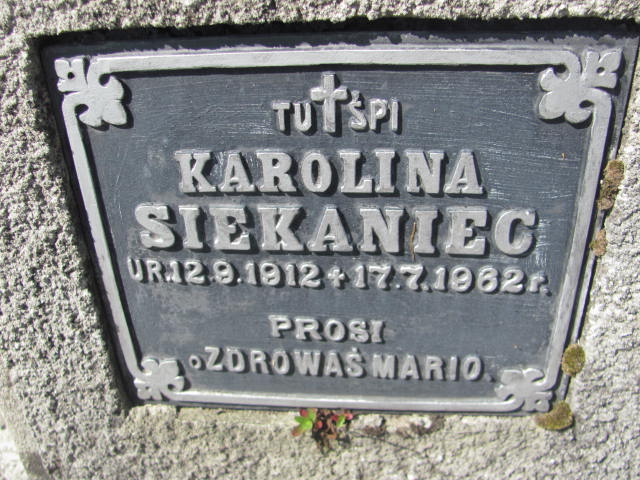 TU ŚPI
KAROLINA
SIEKANIEC
UR.12.9.1912 + 17.7.1962 r.
PROSI
o ZDROWAŚ MARIO.